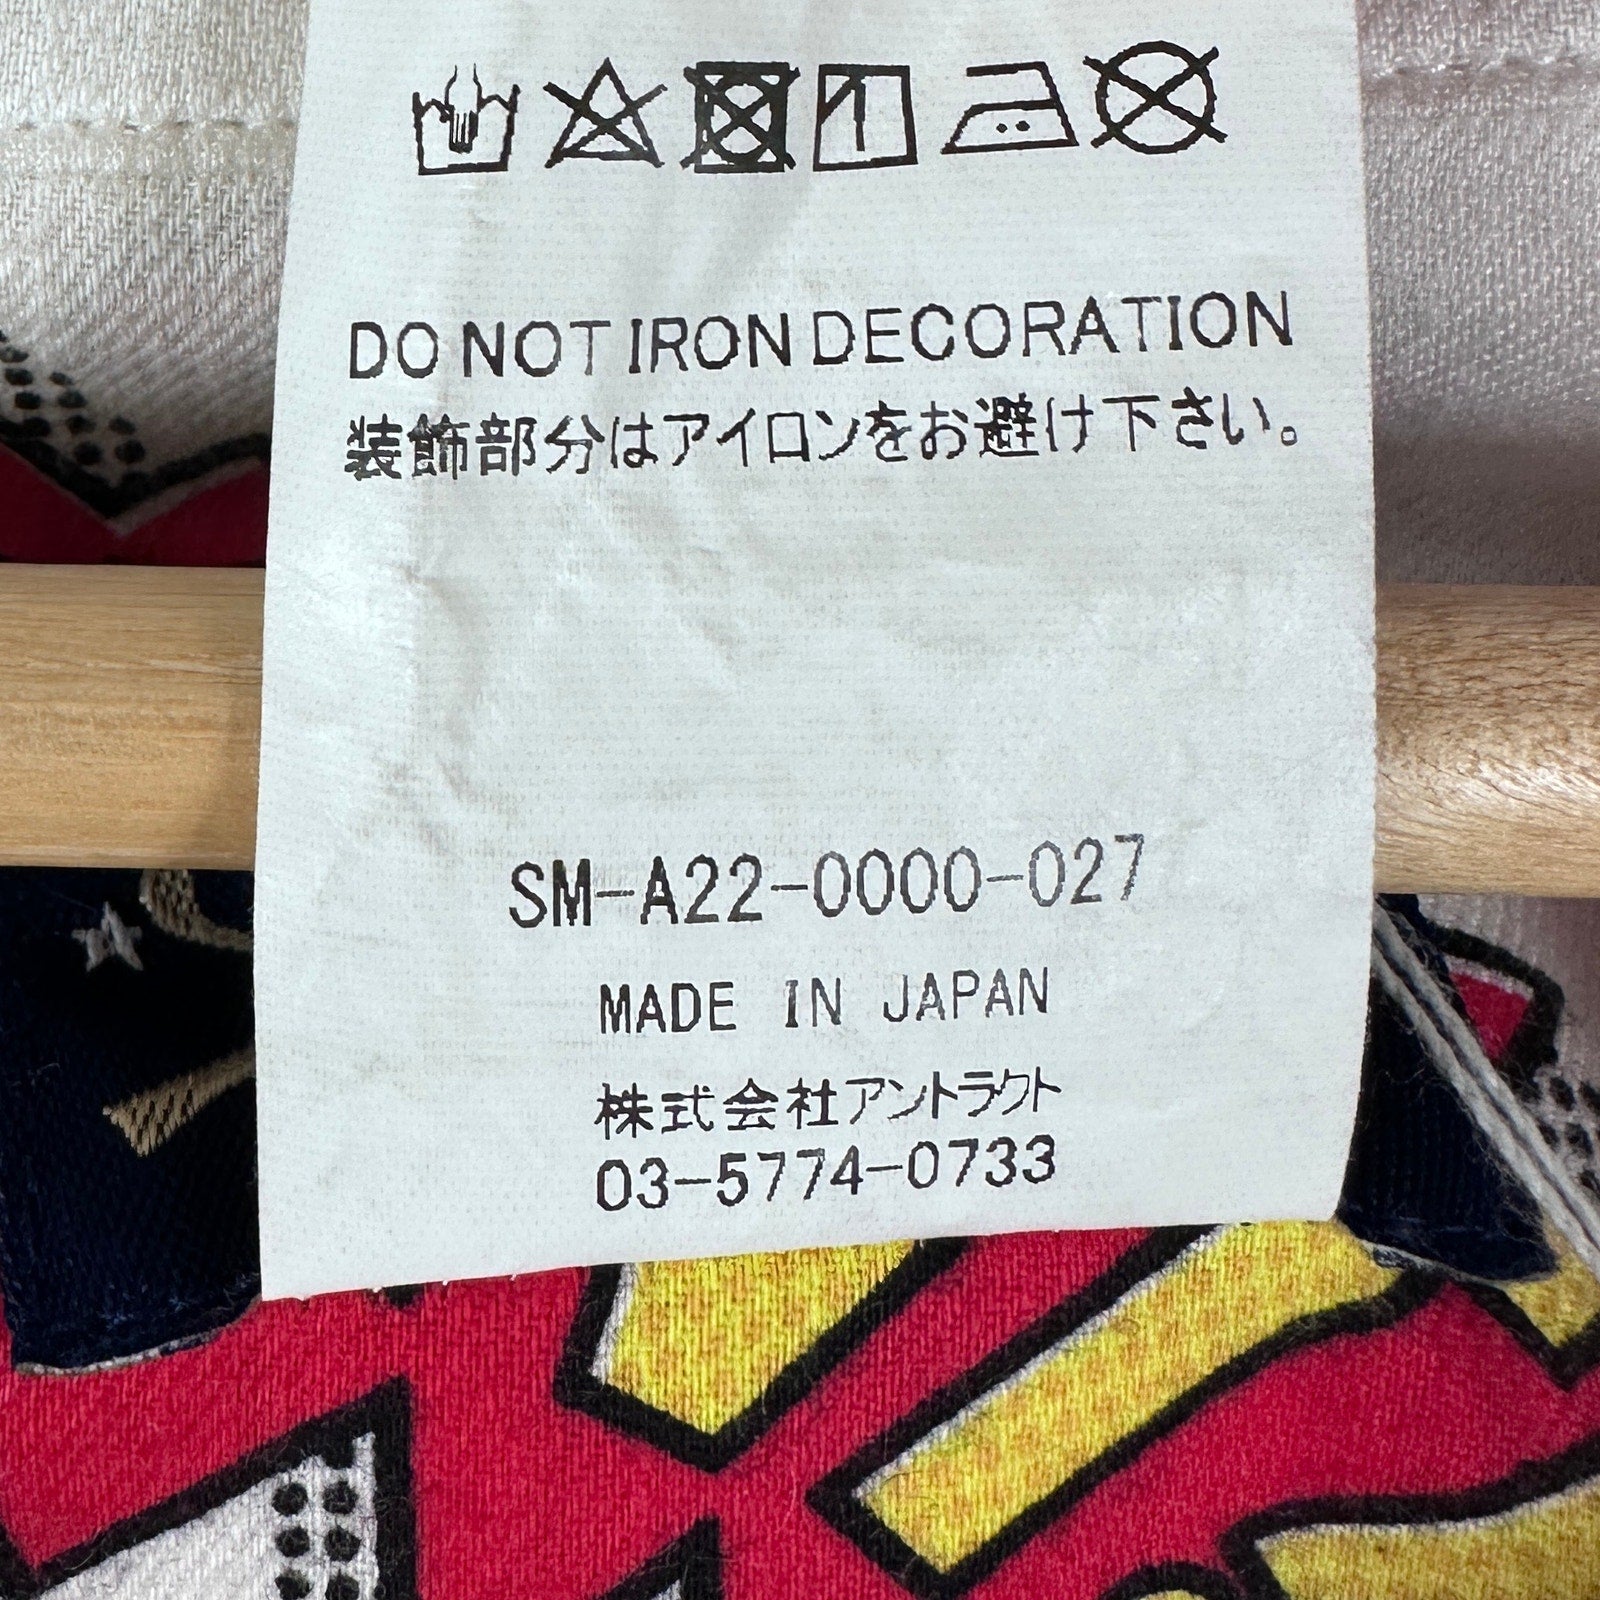 DO NOT IRON DECORATION
装飾部分はアイロンをお避け下さい。
SM-A22-0000-027
MADE IN JAPAN
株式会社アントラクト
03-5774-0733